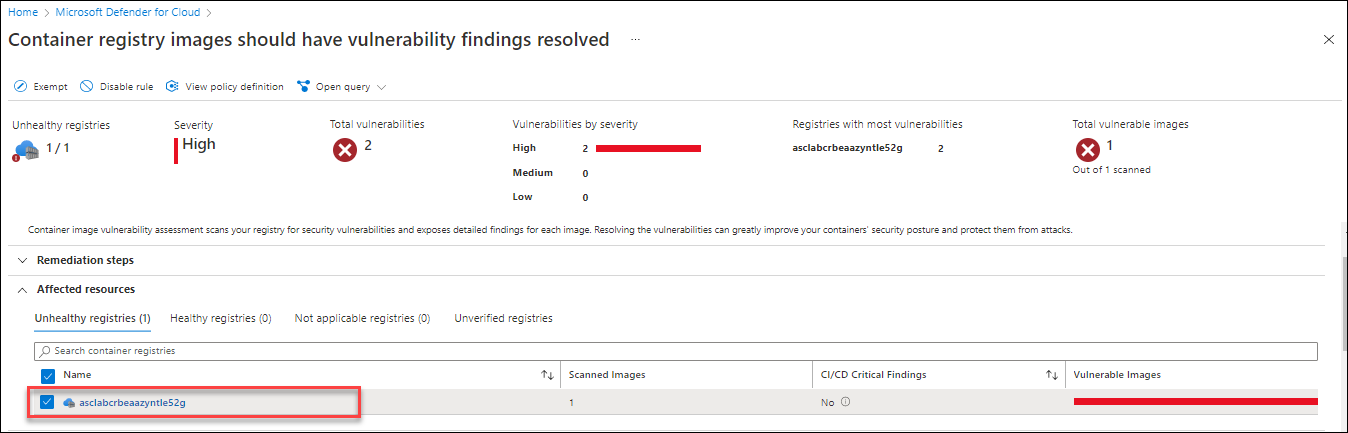 Home > Microsoft Defender for Cloud >
Container registry images should have vulnerability findings resolved ...
Exempt Disable rule View policy definition Open query
Unhealthy registries Severity Total vulnerabilities Vulnerabilities by severity Registries with most vulnerabilities Total vulnerable images
1 / 1 High 2 High 2 asclabcrbeaazyntle52g 2 1
Medium 0 Out of 1 scanned
Low 0
Container image vulnerability assessment scans your registry for security vulnerabilities and exposes detailed findings for each image. Resolving the vulnerabilities can greatly improve your containers' security posture and protect them from attacks.
Remediation steps
Affected resources
Unhealthy registries (1) Healthy registries (0) Not applicable registries (0) Unverified registries
Search container registries
Name Scanned Images CI/CD Critical Findings Vulnerable Images
asclabcrbeaazyntle52g 1 No